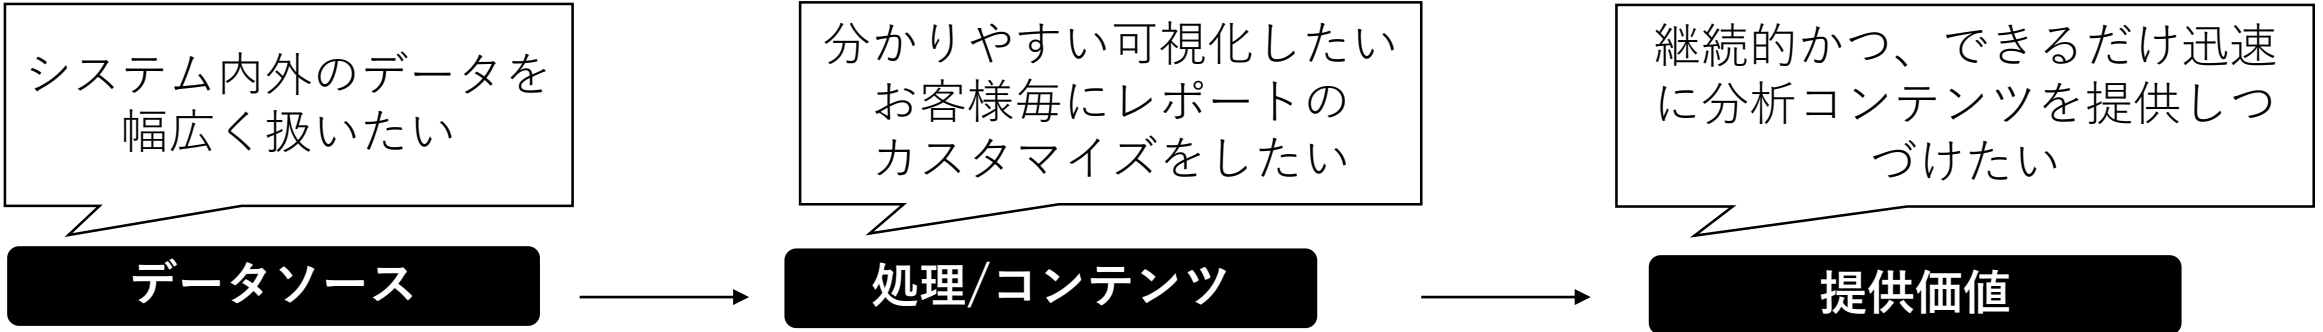 システム内外のデータを
幅広く扱いたい
分かりやすい可視化したい
お客様毎にレポートの
カスタマイズをしたい
継続的かつ、できるだけ迅速
に分析コンテンツを提供しつ
づけたい
データソース
処理/コンテンツ
提供価値